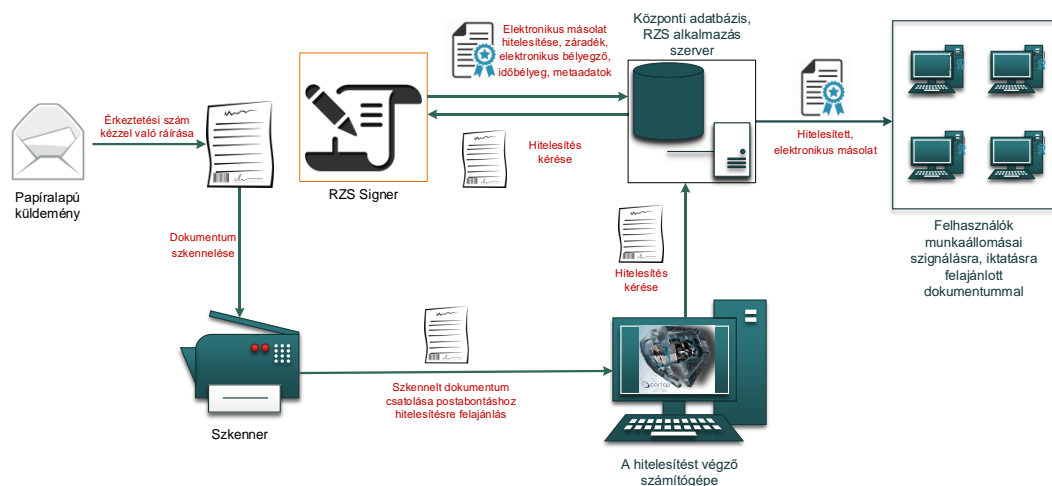 Elektronikus másolat
hitelesítése, záradék,
elektronikus bélyegző,
időbélyeg, metaadatok
Központi adatbázis,
RZS alkalmazás
szerver
Érkeztetési szám
kézzel való ráírása
Papíralapú
küldemény
RZS Signer
Hitelesítés
kérése
Hitelesített,
elektronikus másolat
Felhasználók
munkaállomásai
szignálásra, iktatásra
felajánlott
dokumentummal
Dokumentum
szkennelése
Hitelesítés
kérése
Szkennelt dokumentum
csatolása postabontáshoz
hitelesítésre felajánlás
Szkenner
A hitelesítést végző
számítógépe